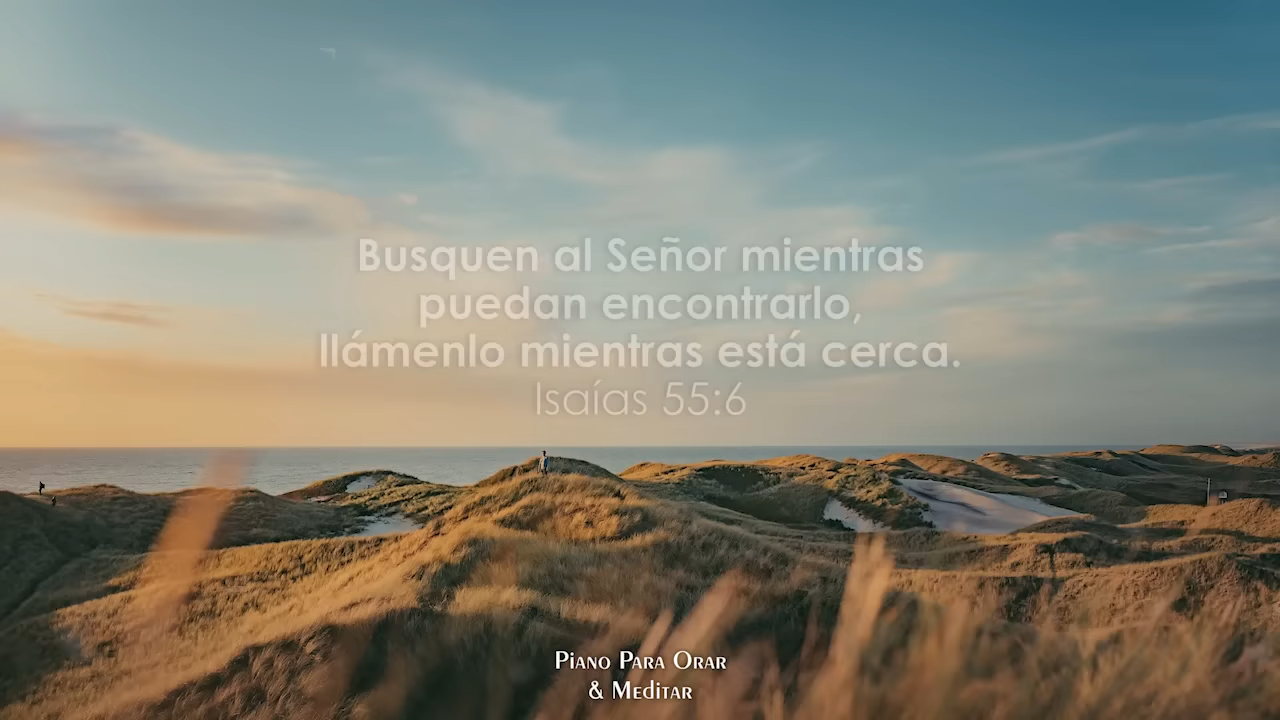 Busquen al Señor mientras
puedan encontrarlo,
llámenlo mientras está cerca.
Isaías 55:6
Piano Para Orar
& Meditar